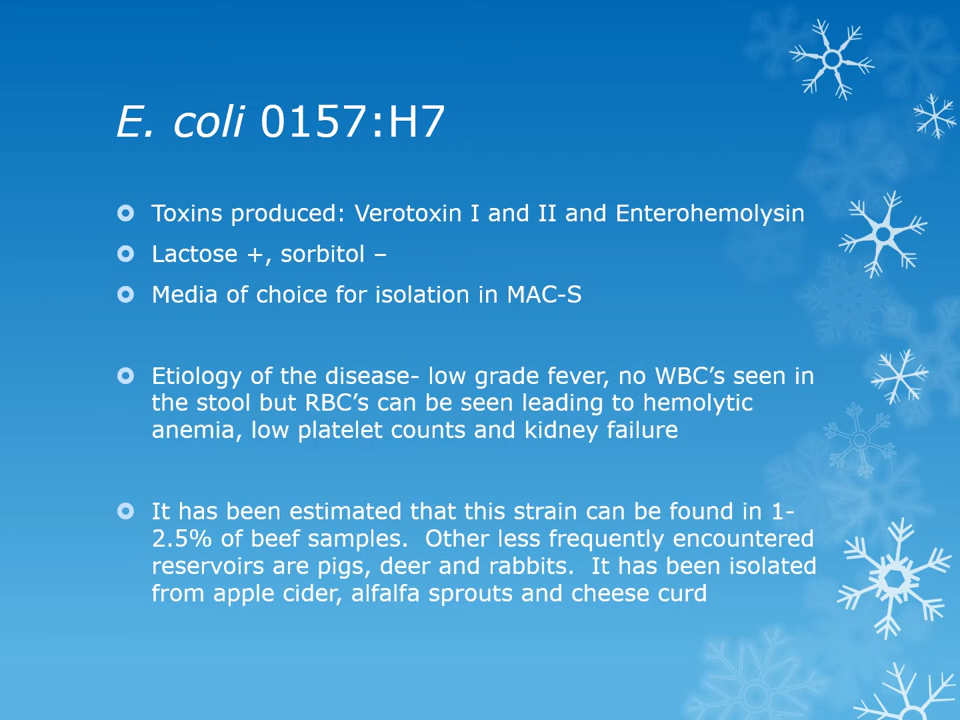 E. coli 0157:H7
Toxins produced: Verotoxin I and II and Enterohemolysin
Lactose +, sorbitol –
Media of choice for isolation in MAC-S
Etiology of the disease- low grade fever, no WBC’s seen in
the stool but RBC’s can be seen leading to hemolytic
anemia, low platelet counts and kidney failure
It has been estimated that this strain can be found in 1-
2.5% of beef samples.  Other less frequently encountered
reservoirs are pigs, deer and rabbits.  It has been isolated
from apple cider, alfalfa sprouts and cheese curd